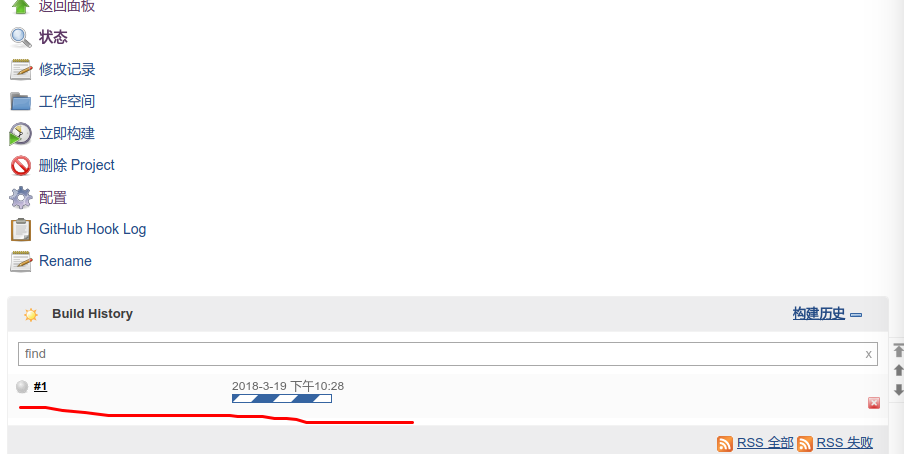 返回面板
状态
修改记录
工作空间
立即构建
删除 Project
配置
GitHub Hook Log
Rename
Build History 构建历史
find x
#1 2018-3-19 下午10:28
RSS 全部 RSS 失败